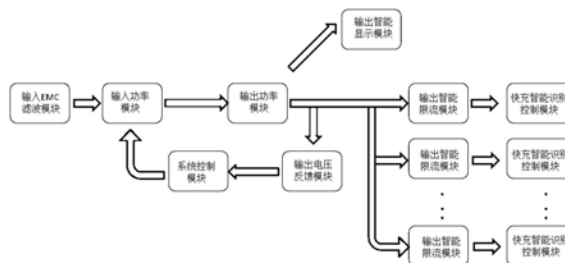 输出智能
显示模块
输入EMC
滤波模块
输入功率
模块
输出功率
模块
输出智能
限流模块
快充智能识别
控制模块
系统控制
模块
输出电压
反馈模块
输出智能
限流模块
快充智能识别
控制模块
输出智能
限流模块
快充智能识别
控制模块